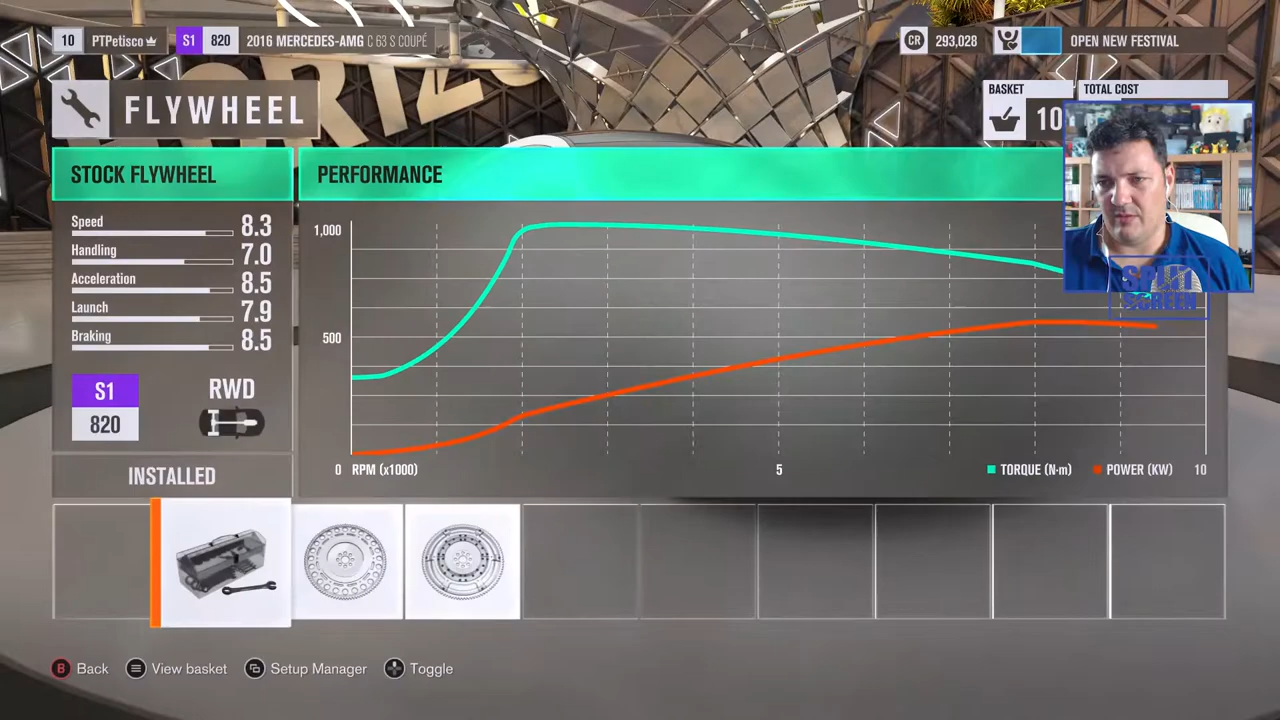 10 PTPetisco S1 820 2016 MERCEDES-AMG C 63 S COUPÉ
CR 293,028 OPEN NEW FESTIVAL
FLYWHEEL
BASKET
10
TOTAL COST
STOCK FLYWHEEL
Speed 8.3
Handling 7.0
Acceleration 8.5
Launch 7.9
Braking 8.5
S1
820
RWD
INSTALLED
PERFORMANCE
1,000
500
0 RPM (x1000) 5 10
TORQUE (N·m) POWER (KW)
SPLIT
SCREEN
B Back View basket Setup Manager Toggle